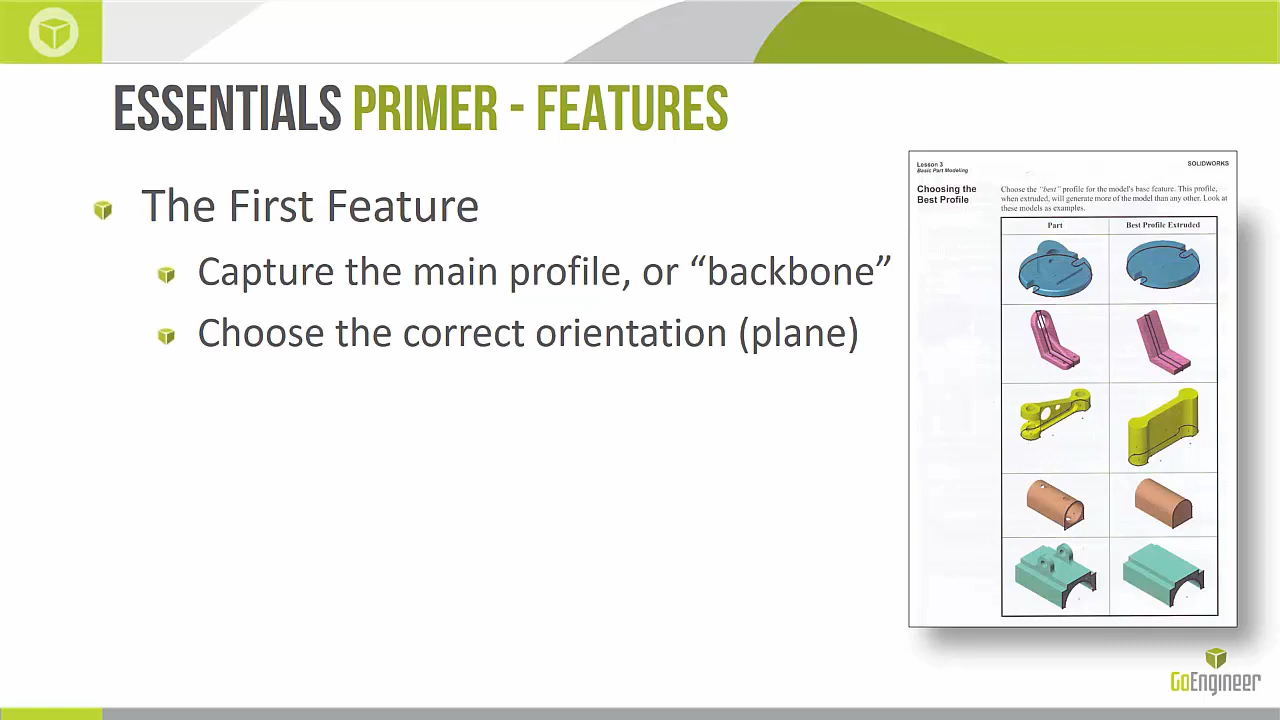 ESSENTIALS PRIMER - FEATURES
The First Feature
Capture the main profile, or “backbone”
Choose the correct orientation (plane)
Lesson 3
Basic Part Modeling
SOLIDWORKS
Choosing the
Best Profile
Choose the "best" profile for the model's base feature. This profile,
when extruded, will generate more of the model than any other. Look at
these models as examples.
Part
Best Profile Extruded
GoEngineer